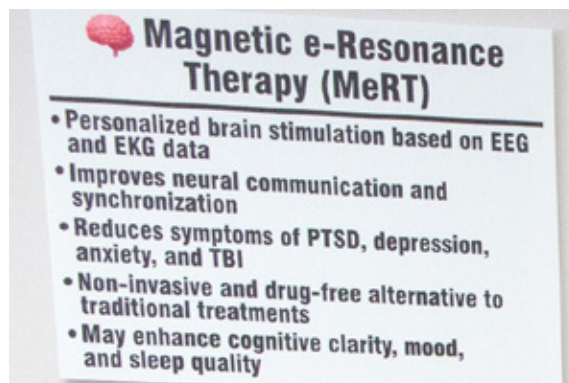 Magnetic e-Resonance
Therapy (MeRT)
• Personalized brain stimulation based on EEG
and EKG data
• Improves neural communication and
synchronization
• Reduces symptoms of PTSD, depression,
anxiety, and TBI
• Non-invasive and drug-free alternative to
traditional treatments
• May enhance cognitive clarity, mood,
and sleep quality